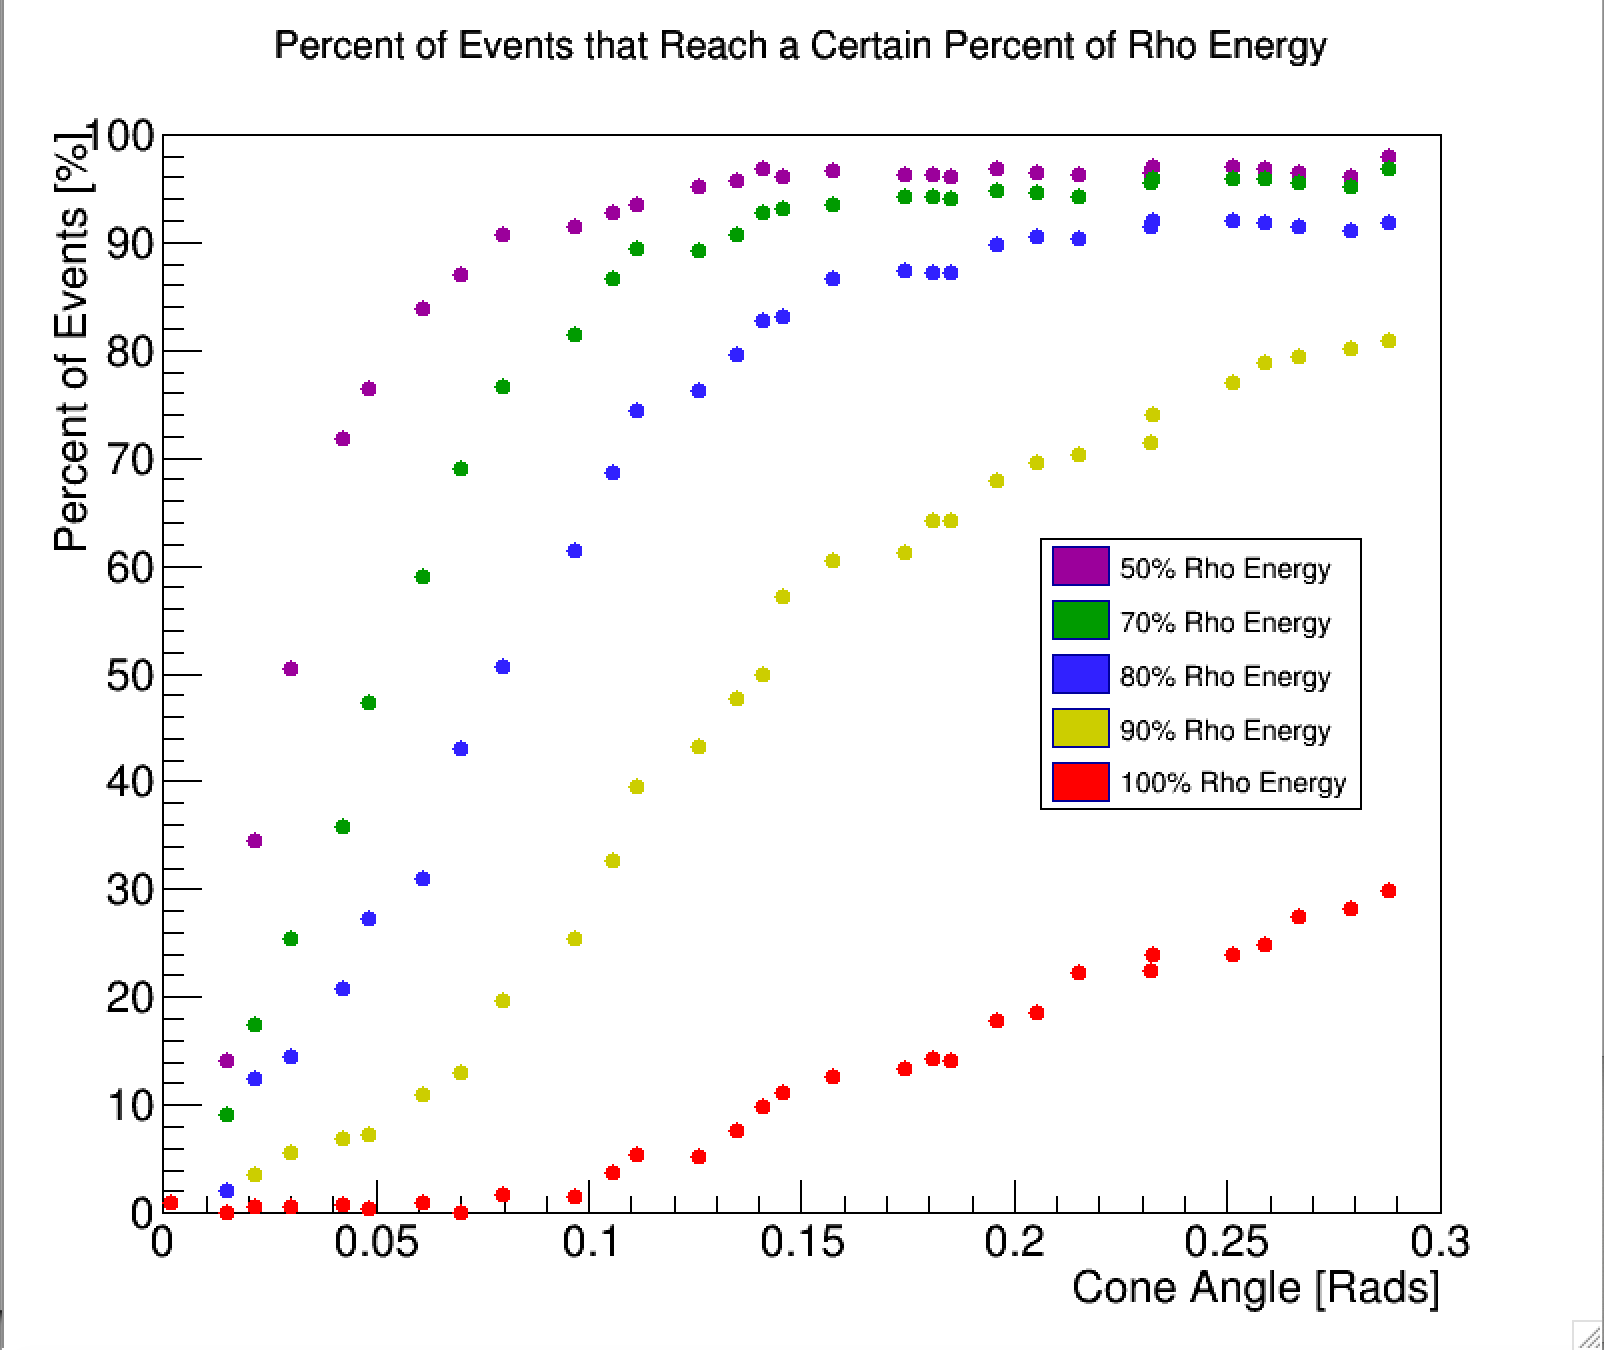 Percent of Events that Reach a Certain Percent of Rho Energy
Percent of Events [%]
100
90
80
70
60
50
40
30
20
10
0
50% Rho Energy
70% Rho Energy
80% Rho Energy
90% Rho Energy
100% Rho Energy
0 0.05 0.1 0.15 0.2 0.25 0.3
Cone Angle [Rads]